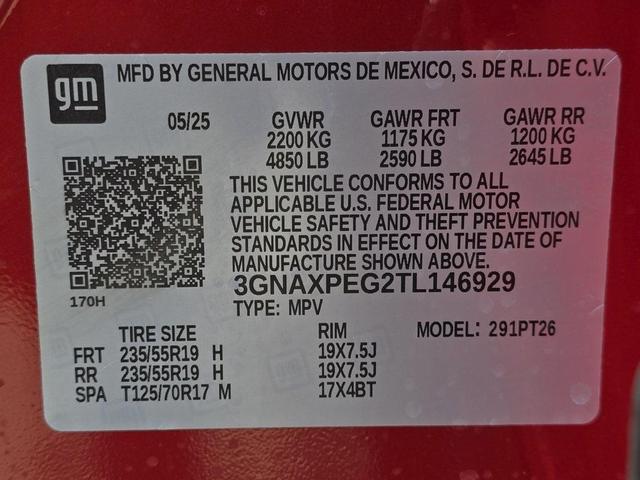 gm MFD BY GENERAL MOTORS DE MEXICO, S. DE R.L. DE C.V.
05/25 GVWR GAWR FRT GAWR RR
2200 KG 1175 KG 1200 KG
4850 LB 2590 LB 2645 LB
THIS VEHICLE CONFORMS TO ALL
APPLICABLE U.S. FEDERAL MOTOR
VEHICLE SAFETY AND THEFT PREVENTION
STANDARDS IN EFFECT ON THE DATE OF
MANUFACTURE SHOWN ABOVE.
3GNAXPEG2TL146929
170H
TYPE: MPV
TIRE SIZE RIM MODEL: 291PT26
FRT 235/55R19 H 19X7.5J
RR 235/55R19 H 19X7.5J
SPA T125/70R17 M 17X4BT